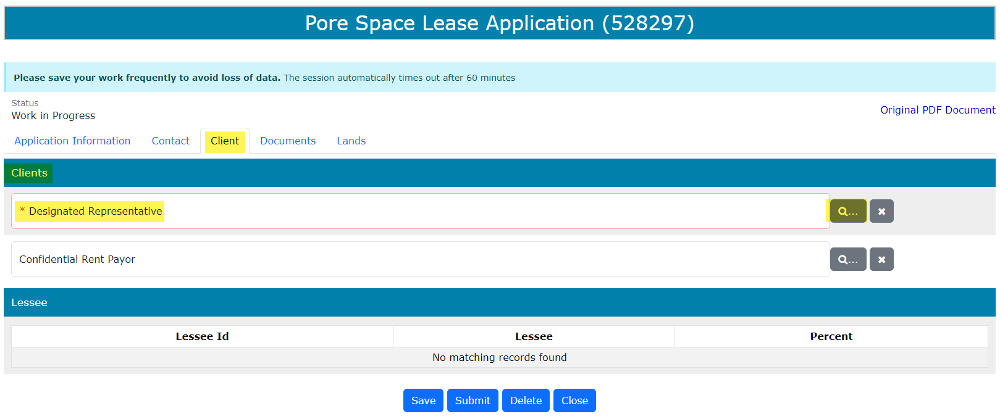 Pore Space Lease Application (528297)
Please save your work frequently to avoid loss of data. The session automatically times out after 60 minutes
Status
Work in Progress
Original PDF Document
Application Information Contact Client Documents Lands
Clients
* Designated Representative ...
Confidential Rent Payor ...
Lessee
Lessee Id Lessee Percent
No matching records found
Save Submit Delete Close